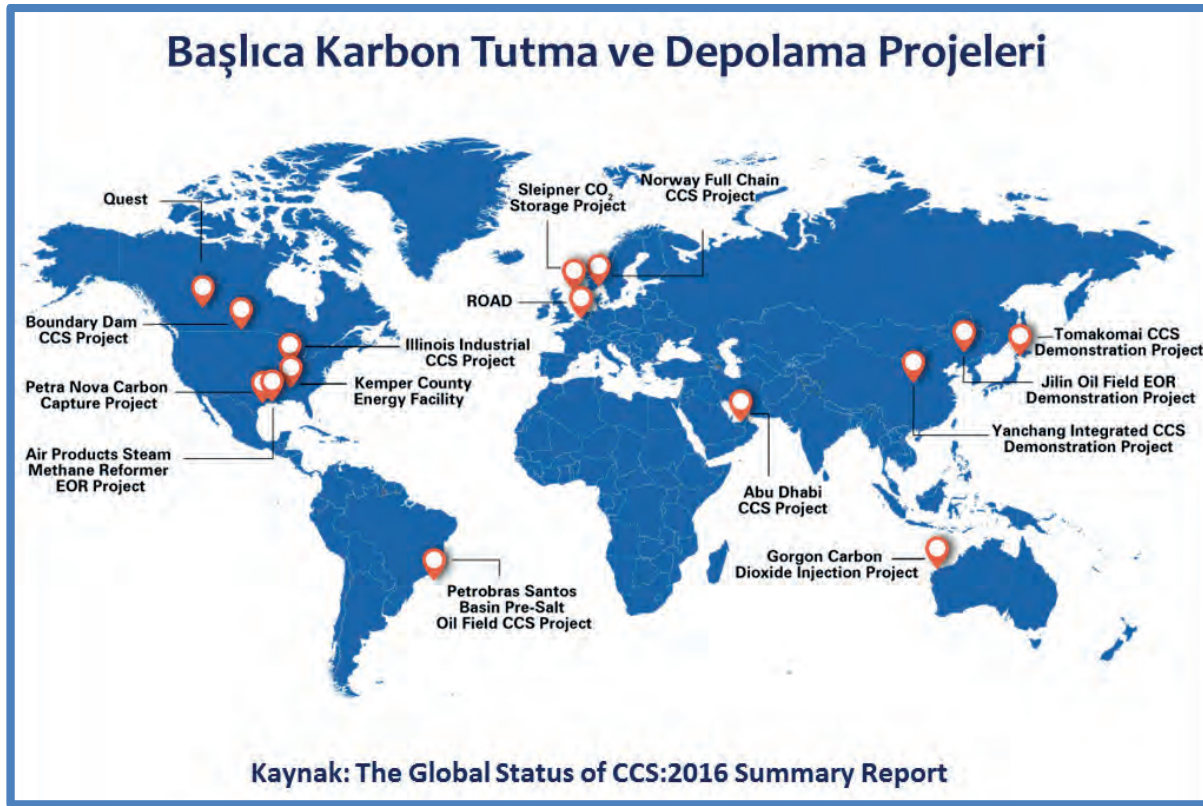 Başlıca Karbon Tutma ve Depolama Projeleri
Quest
Sleipner CO₂
Storage Project
Norway Full Chain
CCS Project
ROAD
Boundary Dam
CCS Project
Illinois Industrial
CCS Project
Petra Nova Carbon
Capture Project
Kemper County
Energy Facility
Air Products Steam
Methane Reformer
EOR Project
Tomakomai CCS
Demonstration Project
Jilin Oil Field EOR
Demonstration Project
Yanchang Integrated CCS
Demonstration Project
Abu Dhabi
CCS Project
Gorgon Carbon
Dioxide Injection Project
Petrobras Santos
Basin Pre-Salt
Oil Field CCS Project
Kaynak: The Global Status of CCS:2016 Summary Report